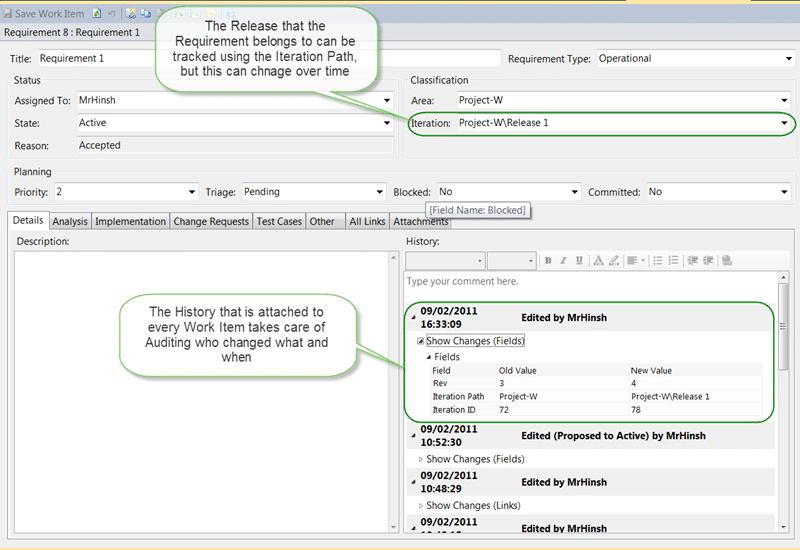 Save Work Item
Requirement 8 : Requirement 1
The Release that the
Requirement belongs to can be
tracked using the Iteration Path,
but this can chnage over time
Title: Requirement 1
Requirement Type: Operational
Status
Classification
Assigned To: MrHinsh
Area: Project-W
State: Active
Iteration: Project-W\Release 1
Reason: Accepted
Planning
Priority: 2 Triage: Pending Blocked: No Committed: No
[Field Name: Blocked]
Details Analysis Implementation Change Requests Test Cases Other All Links Attachments
Description:
History:
B I U A
Type your comment here.
The History that is attached to
every Work Item takes care of
Auditing who changed what and
when
09/02/2011
16:33:09
Edited by MrHinsh
Show Changes (Fields)
Fields
Field Old Value New Value
Rev 3 4
Iteration Path Project-W Project-W\Release 1
Iteration ID 72 78
09/02/2011
10:52:30
Edited (Proposed to Active) by MrHinsh
Show Changes (Fields)
09/02/2011
10:48:29
Edited by MrHinsh
Show Changes (Links)
09/02/2011
Edited by MrHinsh